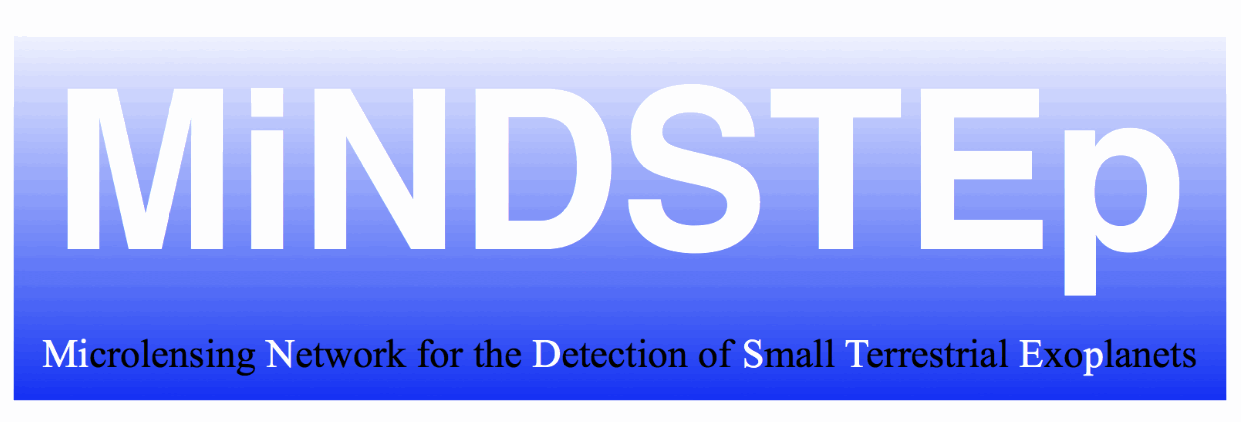 MiNDSTEp
Microlensing Network for the Detection of Small Terrestrial Exoplanets